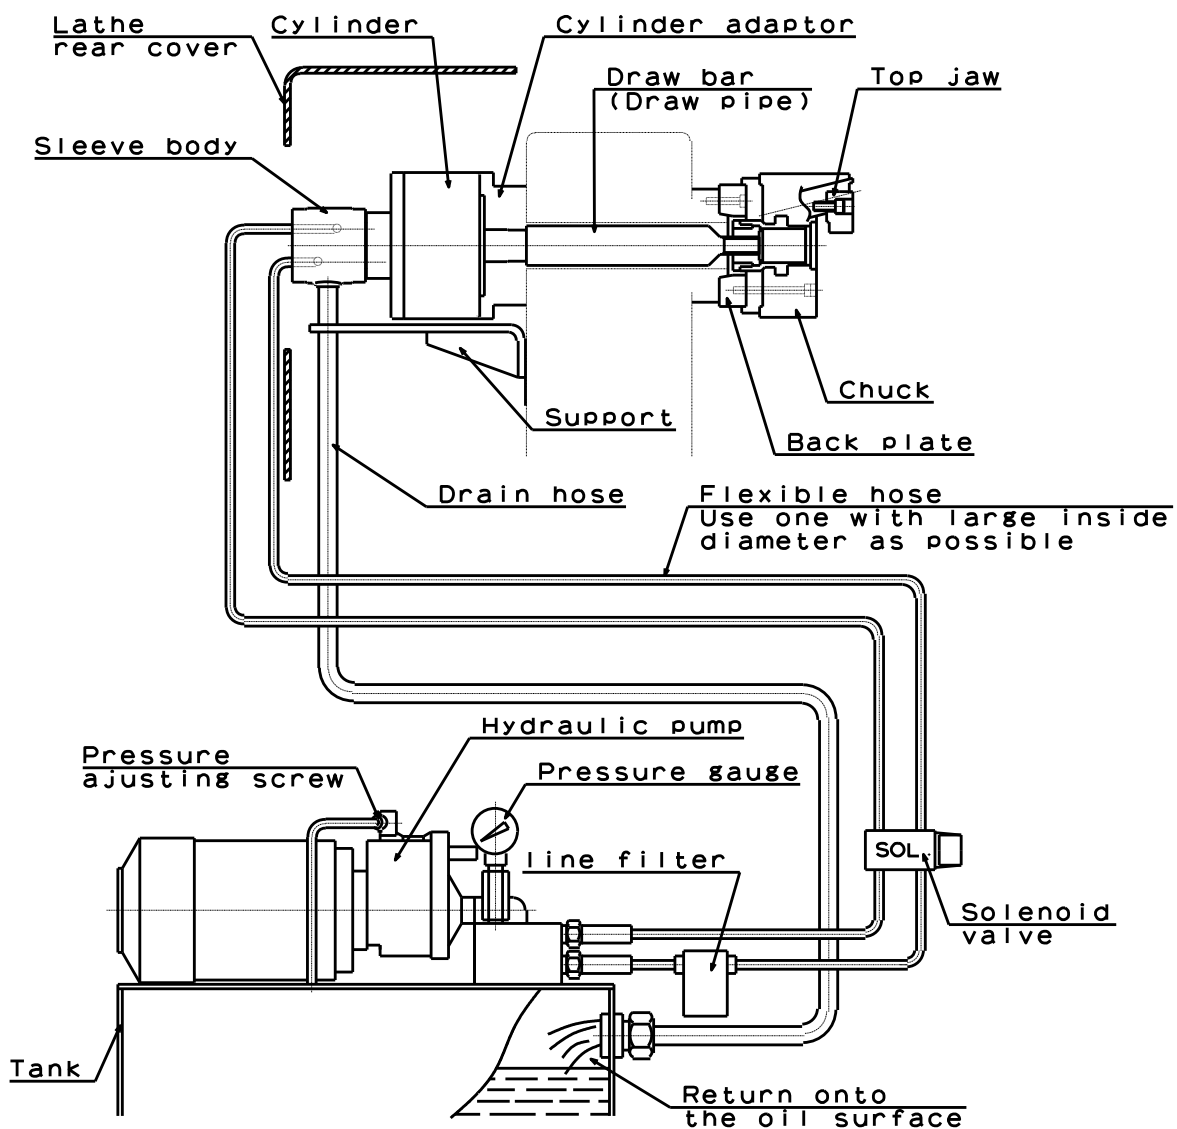 Lathe
rear cover
Cylinder
Cylinder adaptor
Draw bar
(Draw pipe)
Top jaw
Sleeve body
Chuck
Support
Back plate
Drain hose
Flexible hose
Use one with large inside
diameter as possible
Hydraulic pump
Pressure
ajusting screw
Pressure gauge
line filter
SOL.
Solenoid
valve
Tank
Return onto
the oil surface